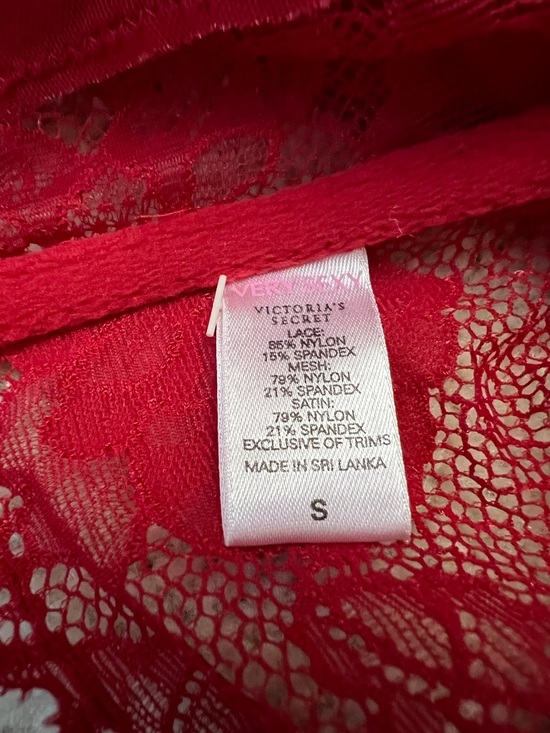 VERY SEXY
VICTORIA'S
SECRET
LACE:
85% NYLON
15% SPANDEX
MESH:
79% NYLON
21% SPANDEX
SATIN:
79% NYLON
21% SPANDEX
EXCLUSIVE OF TRIMS
MADE IN SRI LANKA
S